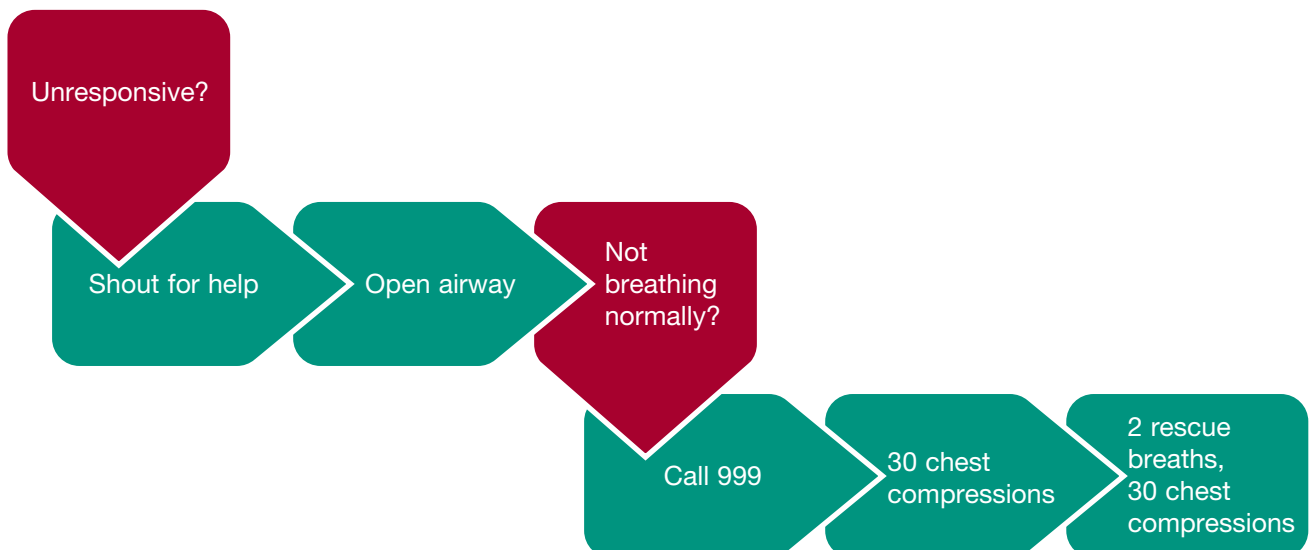 Unresponsive?
Shout for help
Open airway
Not
breathing
normally?
Call 999
30 chest
compressions
2 rescue
breaths,
30 chest
compressions